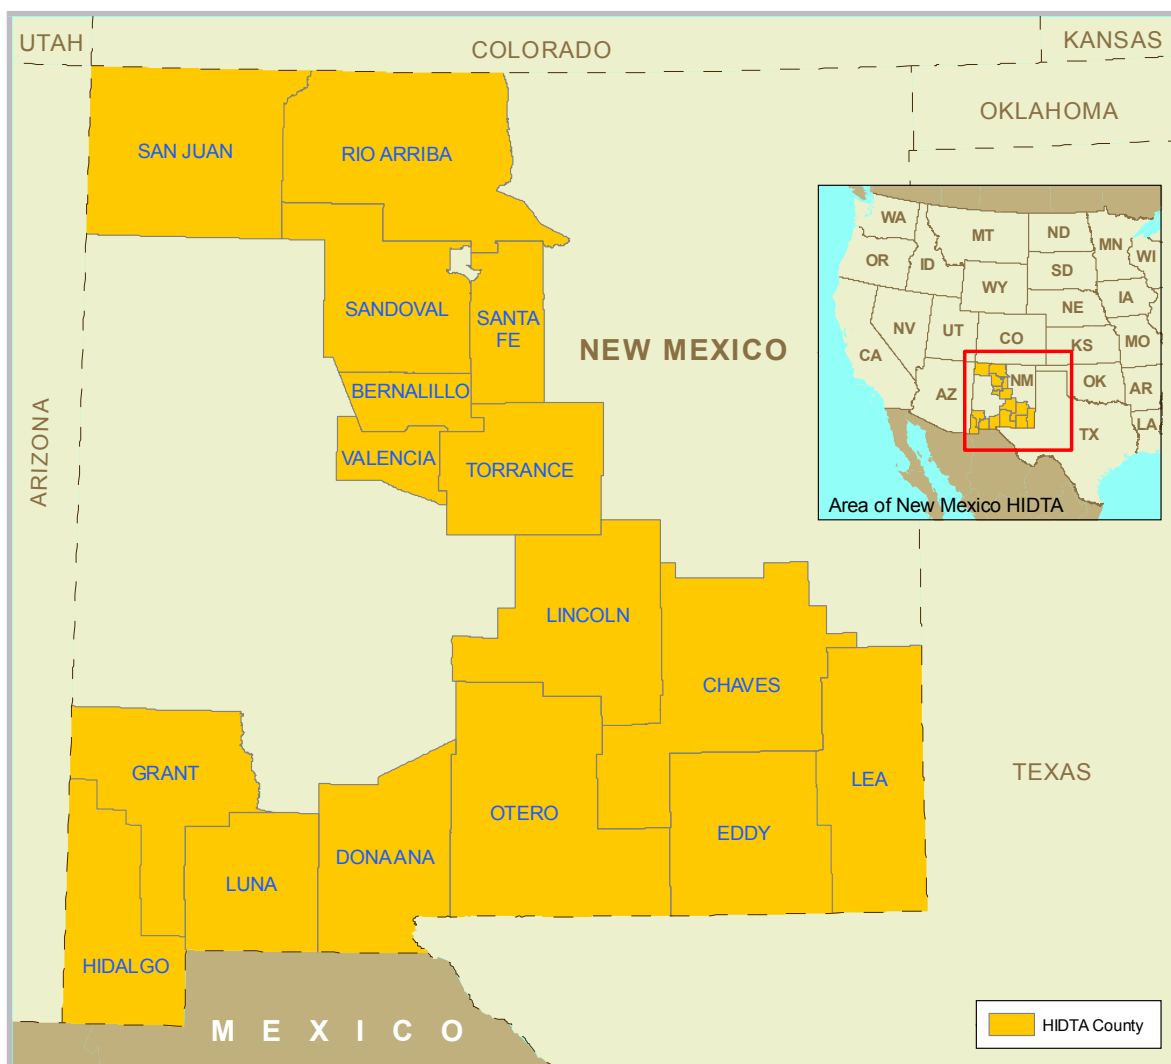 UTAH
COLORADO
KANSAS
OKLAHOMA
SAN JUAN
RIO ARRIBA
SANDOVAL
SANTA
FE
NEW MEXICO
BERNALILLO
VALENCIA
TORRANCE
ARIZONA
LINCOLN
CHAVES
GRANT
LEA
TEXAS
OTERO
EDDY
DONA ANA
LUNA
HIDALGO
MEXICO
WA
MT
ND
MN
WI
OR
ID
SD
WY
IA
NE
NV
UT
CO
KS
MO
CA
AZ
NM
OK
AR
TX
LA
Area of New Mexico HIDTA
HIDTA County